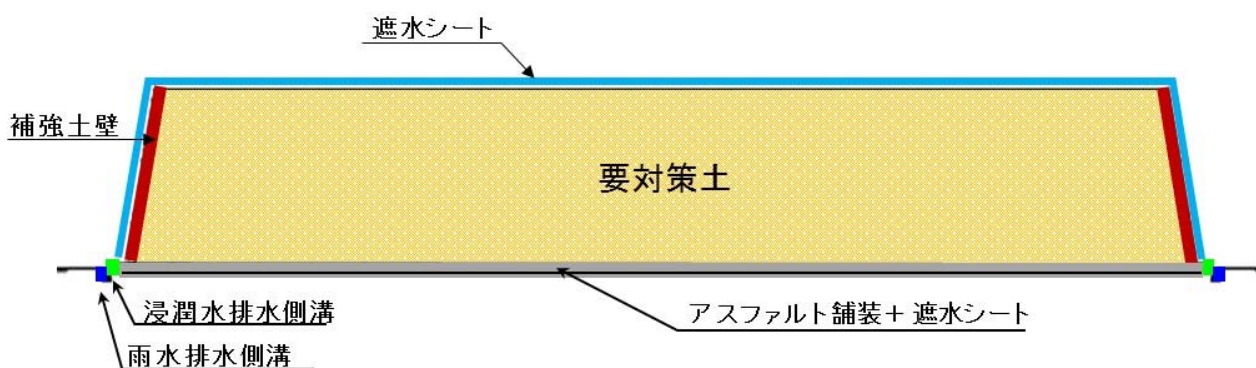 遮水シート
補強土壁
要対策土
浸潤水排水側溝
アスファルト舗装＋遮水シート
雨水排水側溝